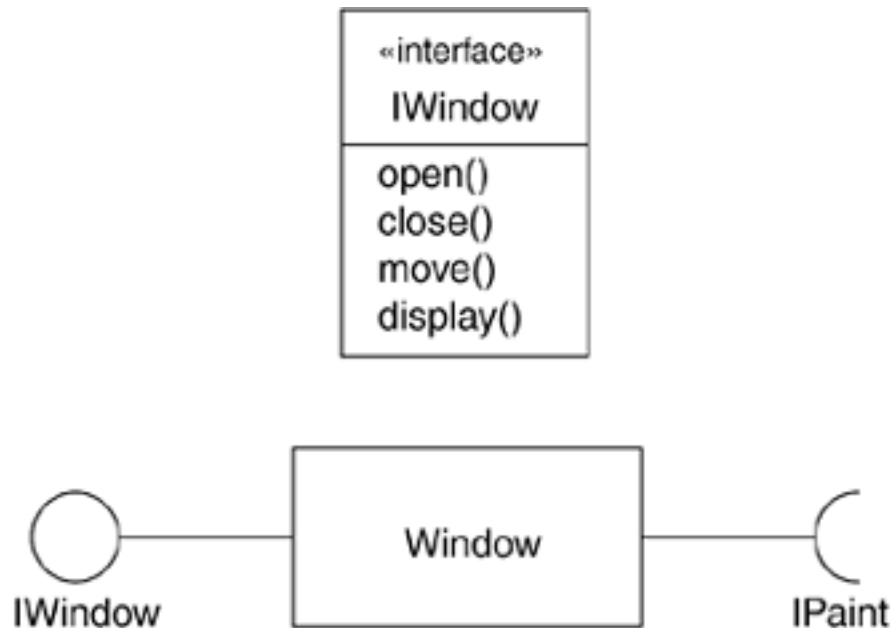 «interface»
IWindow
open()
close()
move()
display()
Window
IWindow
IPaint